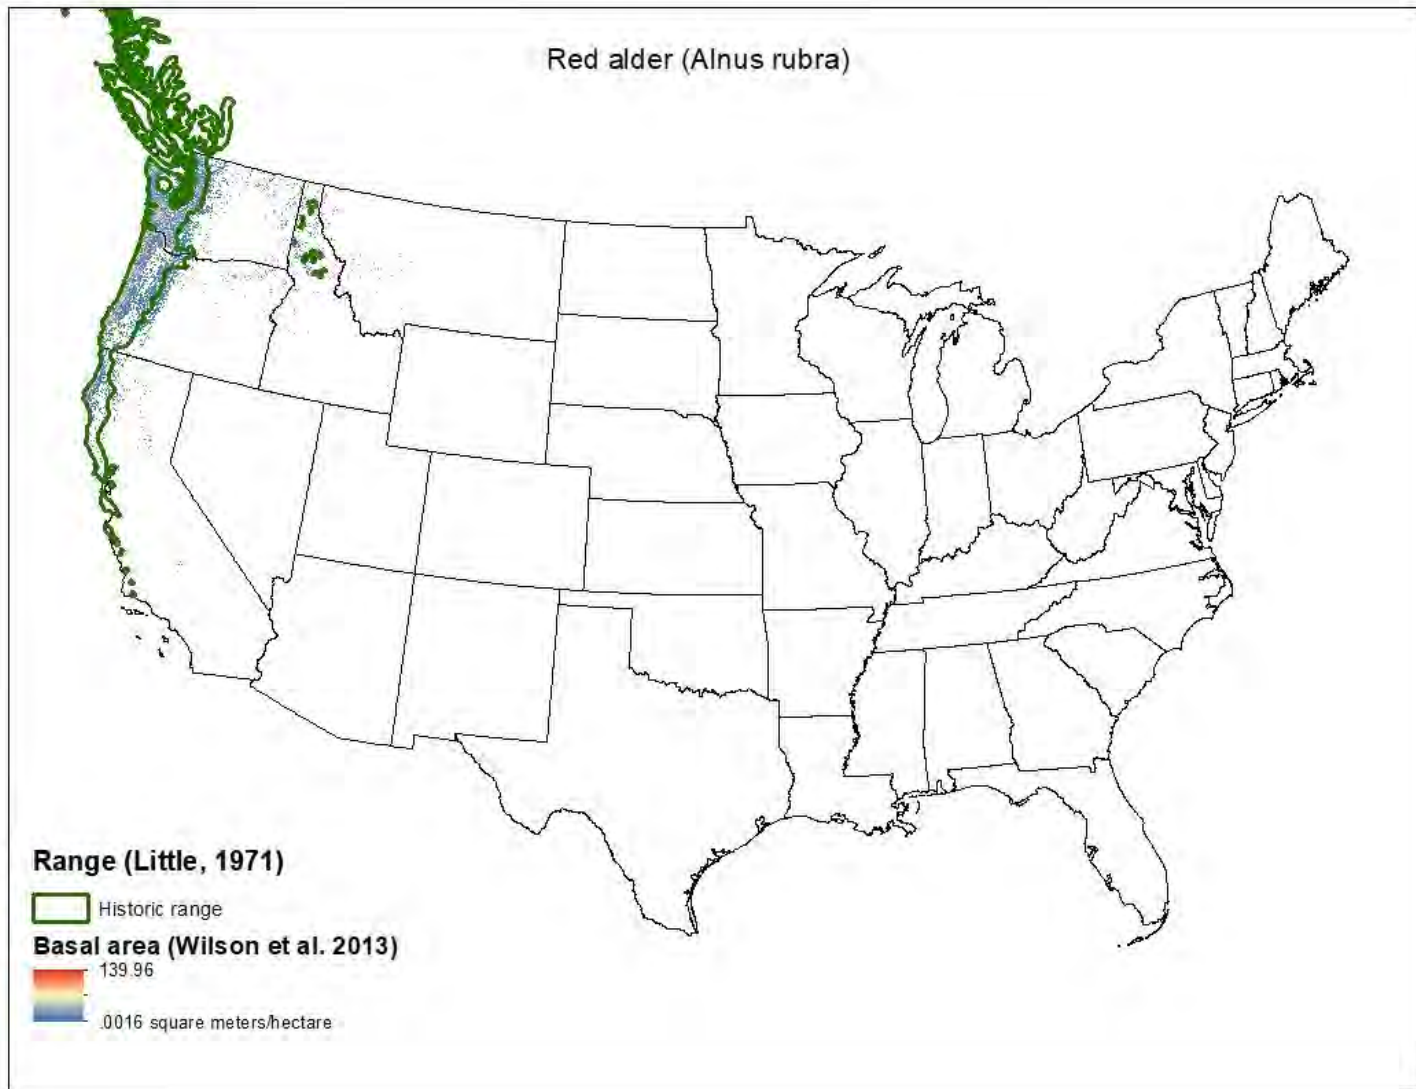 Red alder (Alnus rubra)
Range (Little, 1971)
Historic range
Basal area (Wilson et al. 2013)
139.96
.0016 square meters/hectare